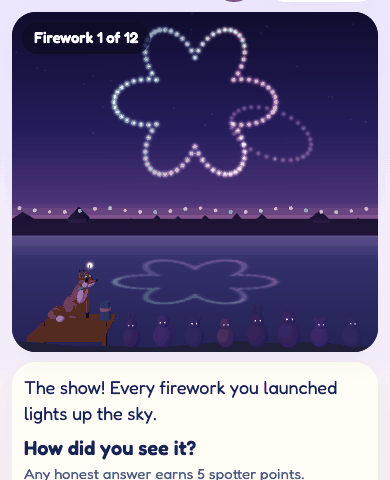 Firework 1 of 12
The show! Every firework you launched
lights up the sky.
How did you see it?
Any honest answer earns 5 spotter points.